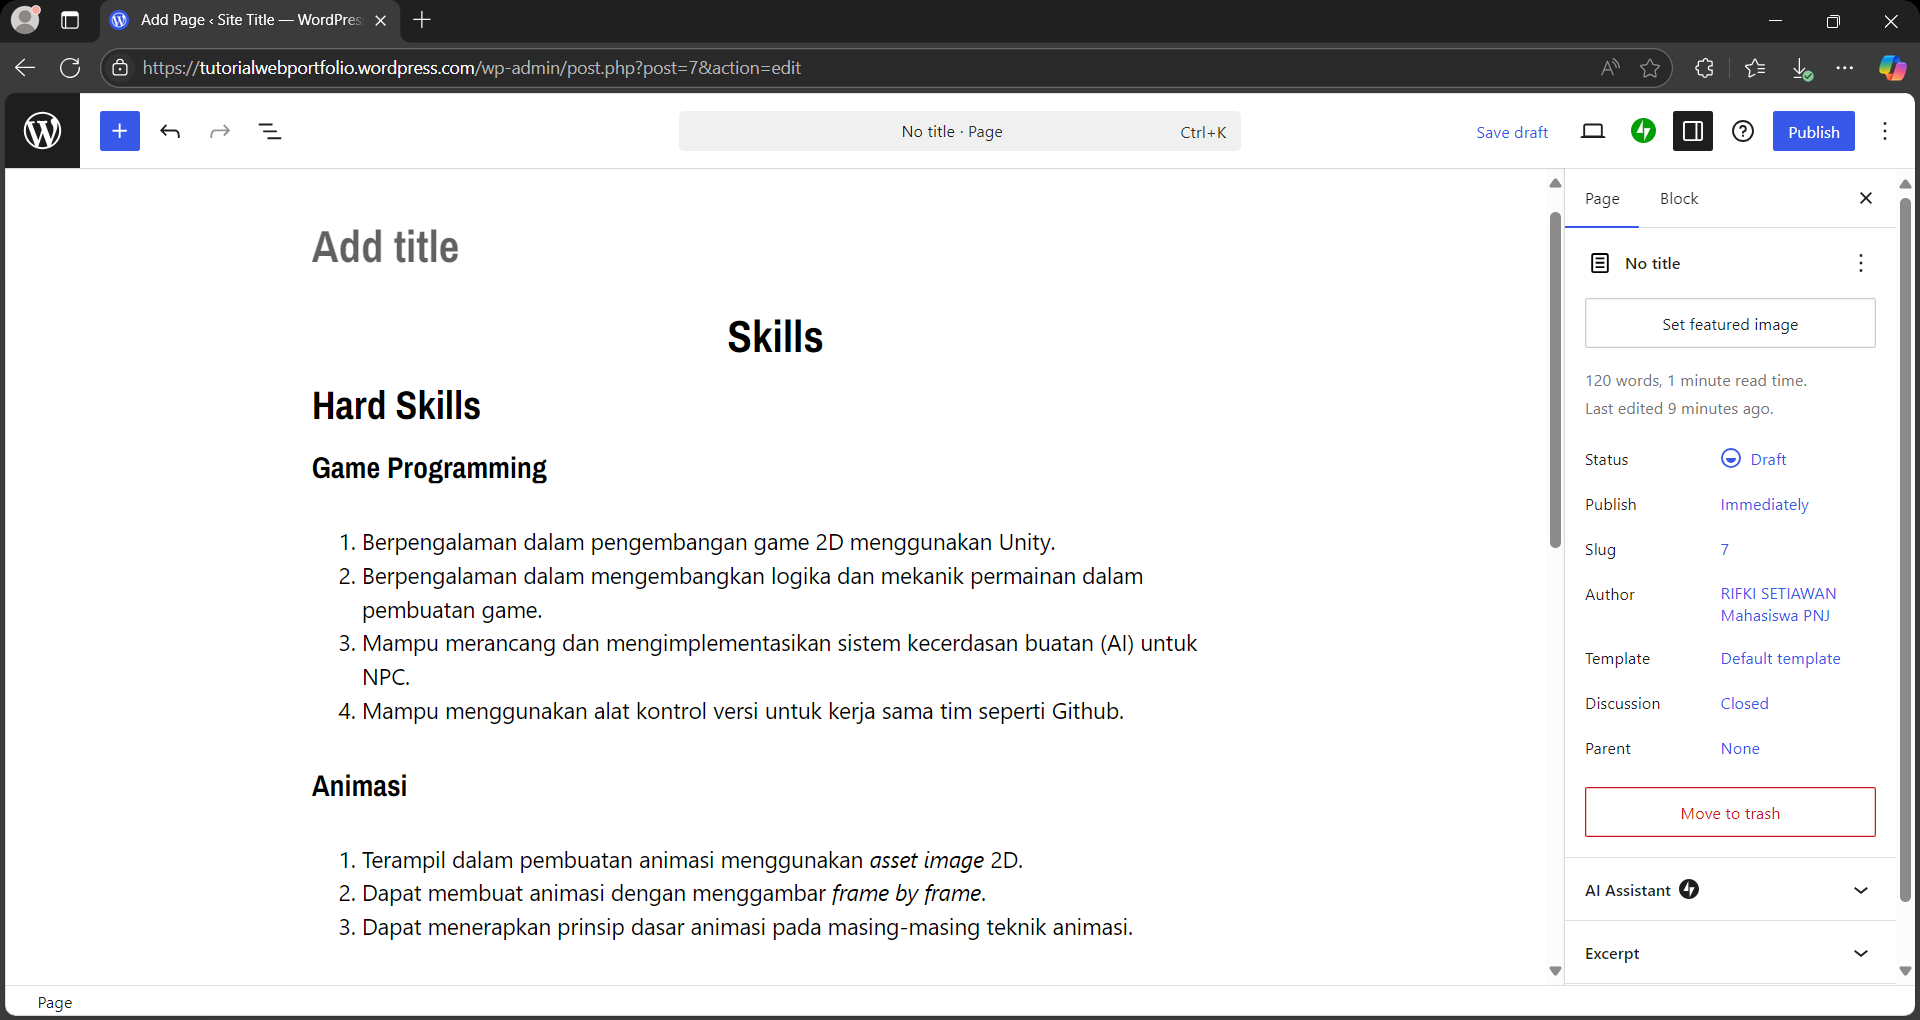 Add Page ‹ Site Title — WordPres
https://tutorialwebportfolio.wordpress.com/wp-admin/post.php?post=7&action=edit
No title · Page Ctrl+K
Save draft
Publish
Add title
Skills
Hard Skills
Game Programming
1. Berpengalaman dalam pengembangan game 2D menggunakan Unity.
2. Berpengalaman dalam mengembangkan logika dan mekanik permainan dalam
pembuatan game.
3. Mampu merancang dan mengimplementasikan sistem kecerdasan buatan (AI) untuk
NPC.
4. Mampu menggunakan alat kontrol versi untuk kerja sama tim seperti Github.
Animasi
1. Terampil dalam pembuatan animasi menggunakan asset image 2D.
2. Dapat membuat animasi dengan menggambar frame by frame.
3. Dapat menerapkan prinsip dasar animasi pada masing-masing teknik animasi.
Page Block
No title
Set featured image
120 words, 1 minute read time.
Last edited 9 minutes ago.
Status Draft
Publish Immediately
Slug 7
Author RIFKI SETIAWAN
Mahasiswa PNJ
Template Default template
Discussion Closed
Parent None
Move to trash
AI Assistant
Excerpt
Page